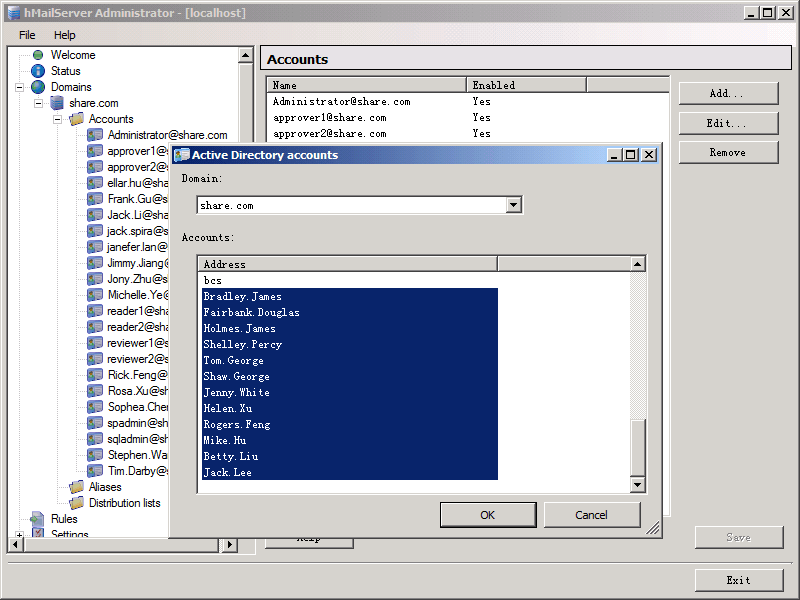 hMailServer Administrator - [localhost]
File Help
Welcome
Status
Domains
share.com
Accounts
Administrator@share.com
approver1@
approver2@
ellar.hu@sha
Frank.Gu@s
Jack.Li@sha
jack.spira@s
janefer.lan@
Jimmy.Jiang@
Jony.Zhu@s
Michelle.Ye@
reader1@sha
reader2@sha
reviewer1@
reviewer2@
Rick.Feng@
Rosa.Xu@sh
Sophea.Chen
spadmin@sh
sqladmin@sh
Stephen.Wa
Tim.Darby@s
Aliases
Distribution lists
Rules
Settings
Accounts
Name Enabled
Administrator@share.com Yes
approver1@share.com Yes
approver2@share.com Yes
Add...
Edit...
Remove
Active Directory accounts
Domain:
share.com
Accounts:
Address
bcs
Bradley.James
Fairbank.Douglas
Holmes.James
Shelley.Percy
Tom.George
Shaw.George
Jenny.White
Helen.Xu
Rogers.Feng
Mike.Hu
Betty.Liu
Jack.Lee
OK Cancel
Help
Save
Exit